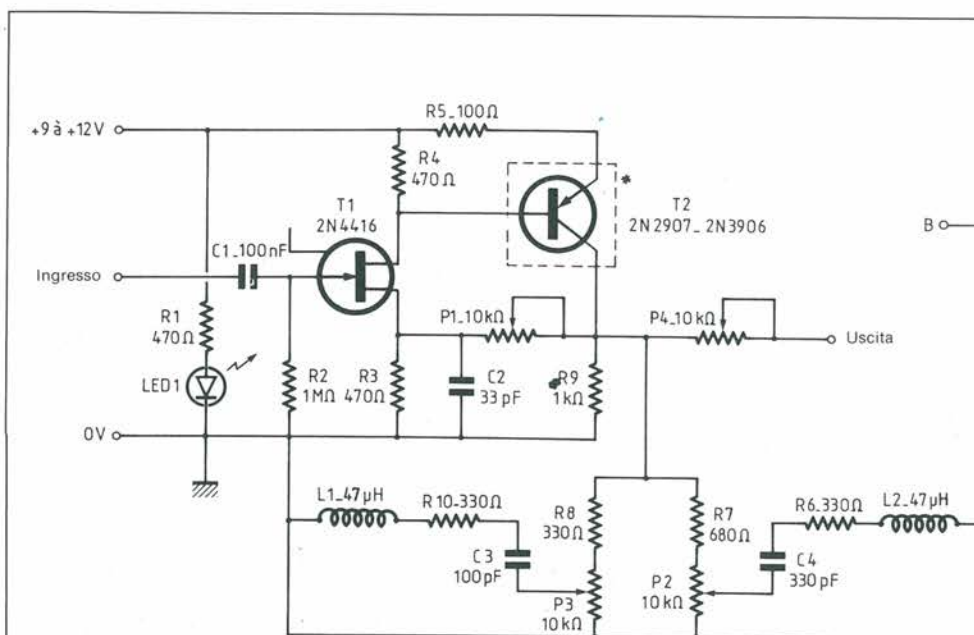 R5_100Ω
+9 à +12V
R4
470Ω
*
T1
2N4416
T2
2N2907_2N3906
B
C1_100nF
Ingresso
P1_10kΩ
P4_10kΩ
Uscita
R1
470Ω
LED1
R2
1MΩ
R3
470Ω
C2
33pF
*R9
1kΩ
0V
L1_47µH
R10_330Ω
R8
330Ω
R7
680Ω
R6_330Ω
L2_47µH
C3
100pF
C4
330pF
P3
10kΩ
P2
10kΩ